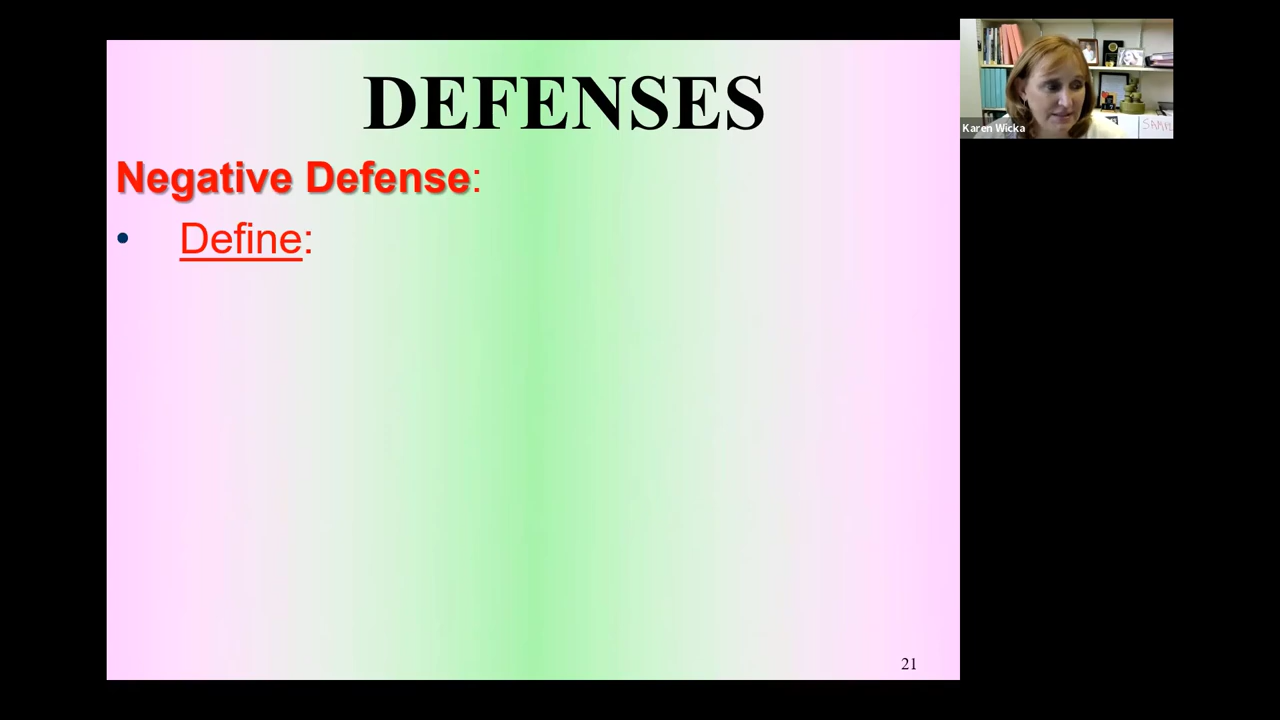 DEFENSES
Negative Defense:
• Define:
21
Karen Wicka